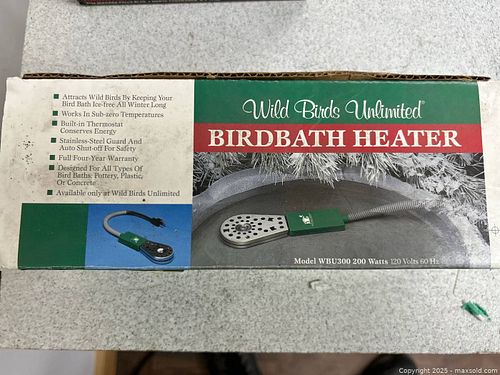 Attracts Wild Birds By Keeping Your
Bird Bath Ice-free All Winter Long
Works In Sub-zero Temperatures
Built-in Thermostat
Conserves Energy
Stainless-Steel Guard And
Auto Shut-off For Safety
Full Four-Year Warranty
Designed For All Types Of
Bird Baths: Pottery, Plastic,
Or Concrete
Available only at Wild Birds Unlimited
Wild Birds Unlimited®
BIRDBATH HEATER
Model WBU300 200 Watts 120 Volts 60 Hz
Copyright 2025 - maxsold.com